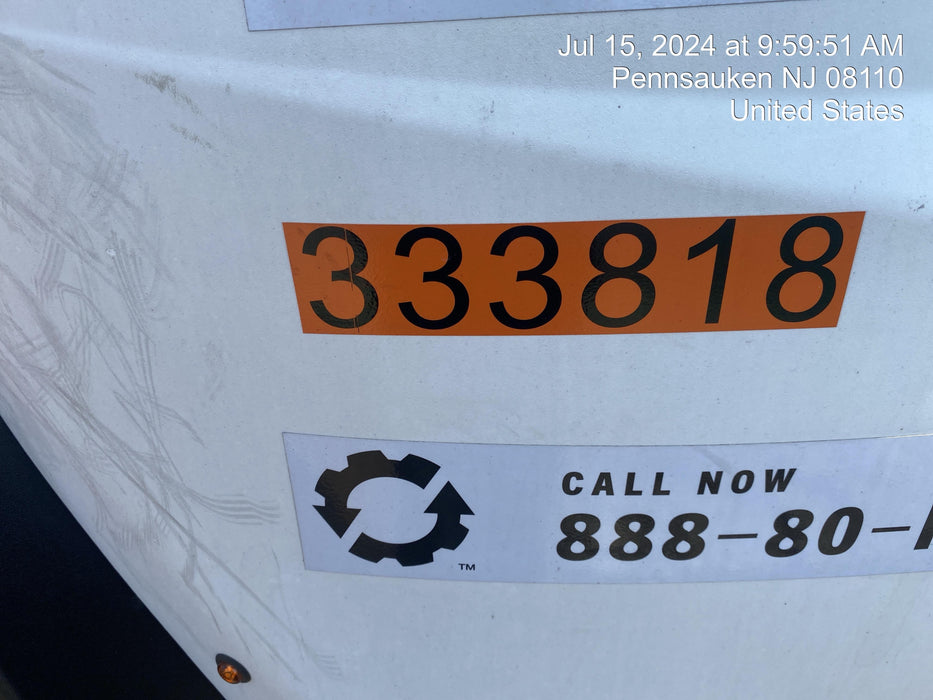 Jul 15, 2024 at 9:59:51 AM
Pennsauken NJ 08110
United States
333818
CALL NOW
888-80-
TM